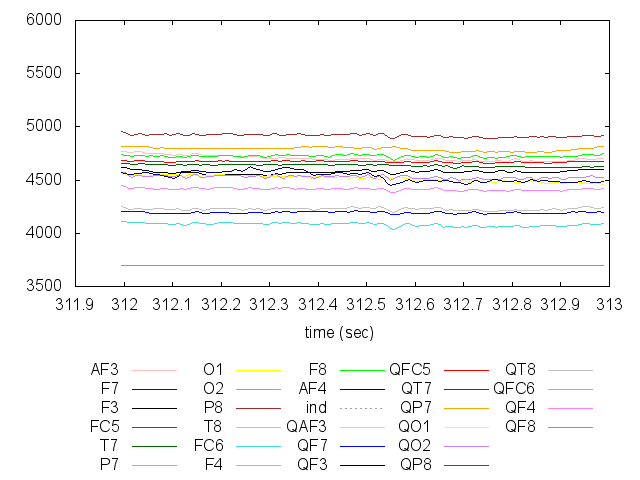 6000
5500
5000
4500
4000
3500
311.9 312 312.1 312.2 312.3 312.4 312.5 312.6 312.7 312.8 312.9 313
time (sec)
AF3 O1 F8 QFC5 QT8
F7 O2 AF4 QT7 QFC6
F3 P8 ind QP7 QF4
FC5 T8 QAF3 QO1 QF8
T7 FC6 QF7 QO2
P7 F4 QF3 QP8